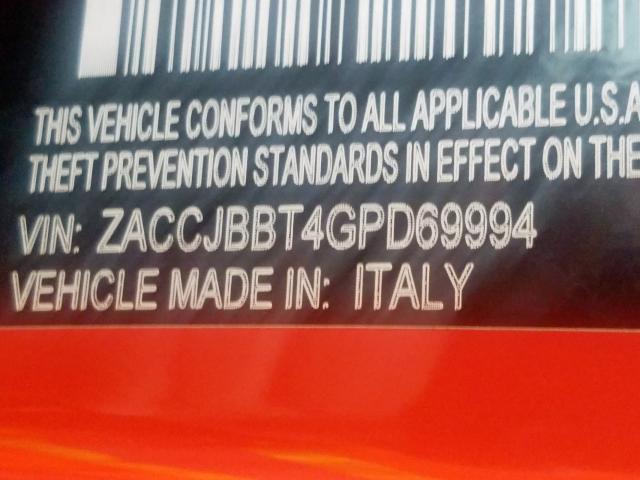 THIS VEHICLE CONFORMS TO ALL APPLICABLE U.S.A
THEFT PREVENTION STANDARDS IN EFFECT ON THE
VIN: ZACCJBBT4GPD69994
VEHICLE MADE IN: ITALY